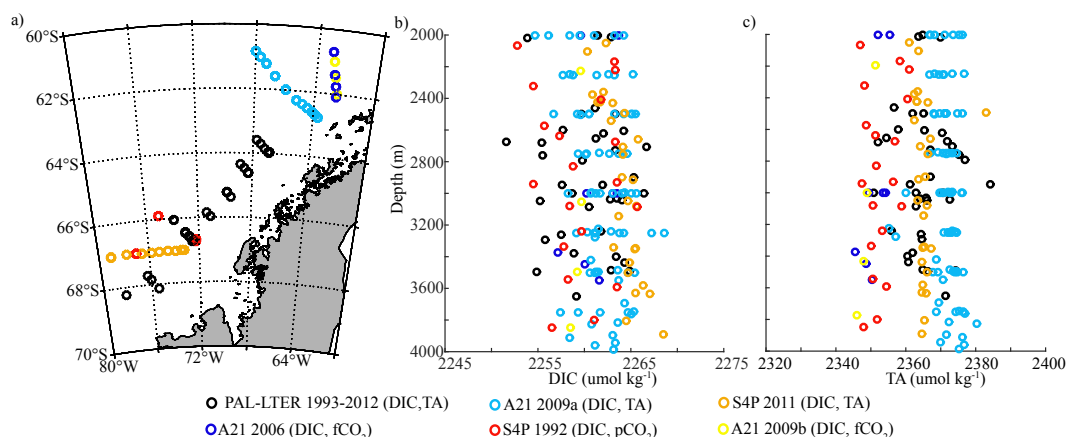 a)
60°S
62°S
64°S
66°S
68°S
70°S
80°W
72°W
64°W
b)
Depth (m)
2000
2400
2800
3200
3600
4000
2245
2255
2265
2275
DIC (umol kg-1)
c)
2320
2340
2360
2380
2400
TA (umol kg-1)
PAL-LTER 1993-2012 (DIC,TA)
A21 2009a (DIC, TA)
S4P 2011 (DIC, TA)
A21 2006 (DIC, fCO2)
S4P 1992 (DIC, pCO2)
A21 2009b (DIC, fCO2)